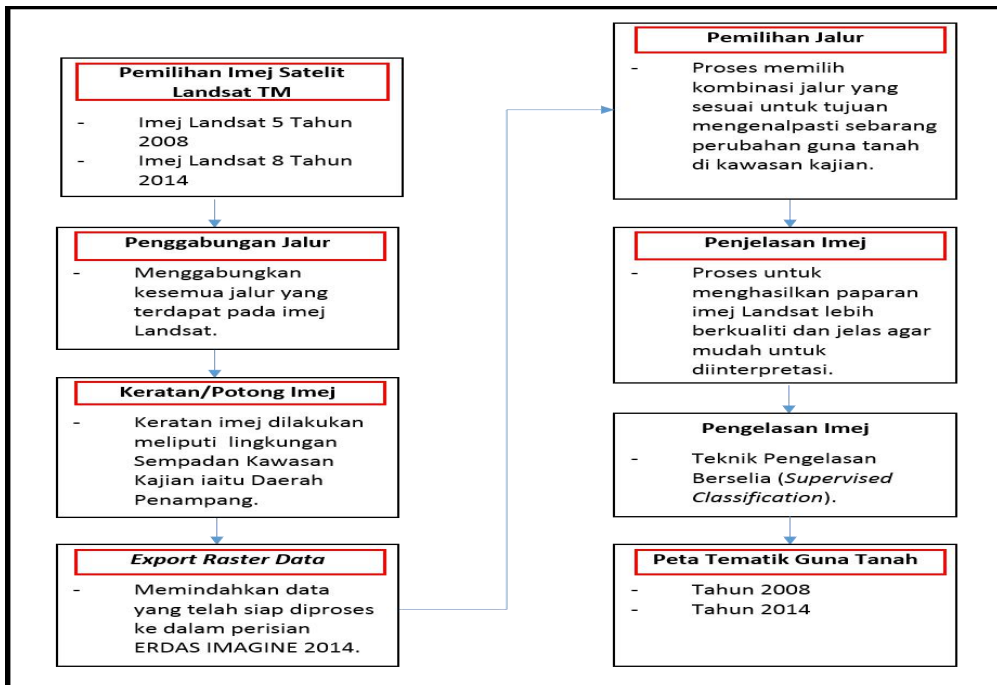 Pemilihan Imej Satelit
Landsat TM
- Imej Landsat 5 Tahun
2008
- Imej Landsat 8 Tahun
2014
Penggabungan Jalur
- Menggabungkan
kesemua jalur yang
terdapat pada imej
Landsat.
Keratan/Potong Imej
- Keratan imej dilakukan
meliputi lingkungan
Sempadan Kawasan
Kajian iaitu Daerah
Penampang.
Export Raster Data
- Memindahkan data
yang telah siap diproses
ke dalam perisian
ERDAS IMAGINE 2014.
Pemilihan Jalur
- Proses memilih
kombinasi jalur yang
sesuai untuk tujuan
mengenalpasti sebarang
perubahan guna tanah
di kawasan kajian.
Penjelasan Imej
- Proses untuk
menghasilkan paparan
imej Landsat lebih
berkualiti dan jelas agar
mudah untuk
diinterpretasi.
Pengelasan Imej
- Teknik Pengelasan
Berselia (Supervised
Classification).
Peta Tematik Guna Tanah
- Tahun 2008
- Tahun 2014